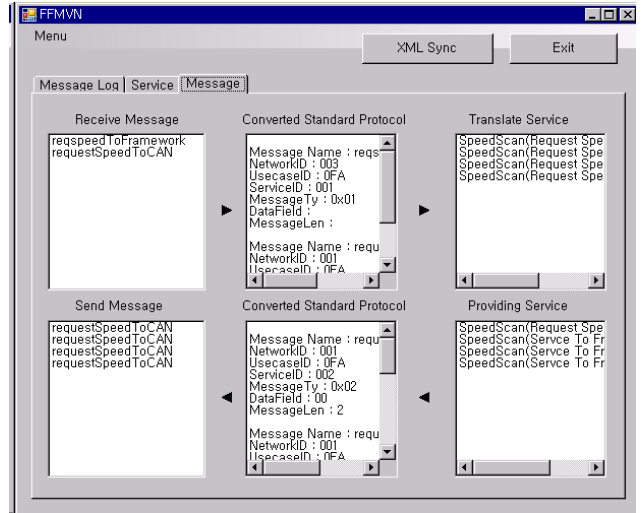 FFMVN
Menu
XML Sync
Exit
Message Log
Service
Message
Receive Message
Converted Standard Protocol
Translate Service
reqspeedToFramework
requestSpeedToCAN
Message Name : reqs
NetworkID : 003
UsecaseID : 0FA
ServiceID : 001
MessageTy : 0x01
DataField :
MessageLen :
Message Name : requ
NetworkID : 001
UsecaseID : 0FA
SpeedScan(Request Spe
SpeedScan(Request Spe
SpeedScan(Request Spe
SpeedScan(Request Spe
Send Message
Converted Standard Protocol
Providing Service
requestSpeedToCAN
requestSpeedToCAN
requestSpeedToCAN
requestSpeedToCAN
Message Name : requ
NetworkID : 001
UsecaseID : 0FA
ServiceID : 002
MessageTy : 0x02
DataField : 00
MessageLen : 2
Message Name : requ
NetworkID : 001
UsecaseID : 0FA
SpeedScan(Request Spe
SpeedScan(Servce To Fr
SpeedScan(Servce To Fr
SpeedScan(Servce To Fr